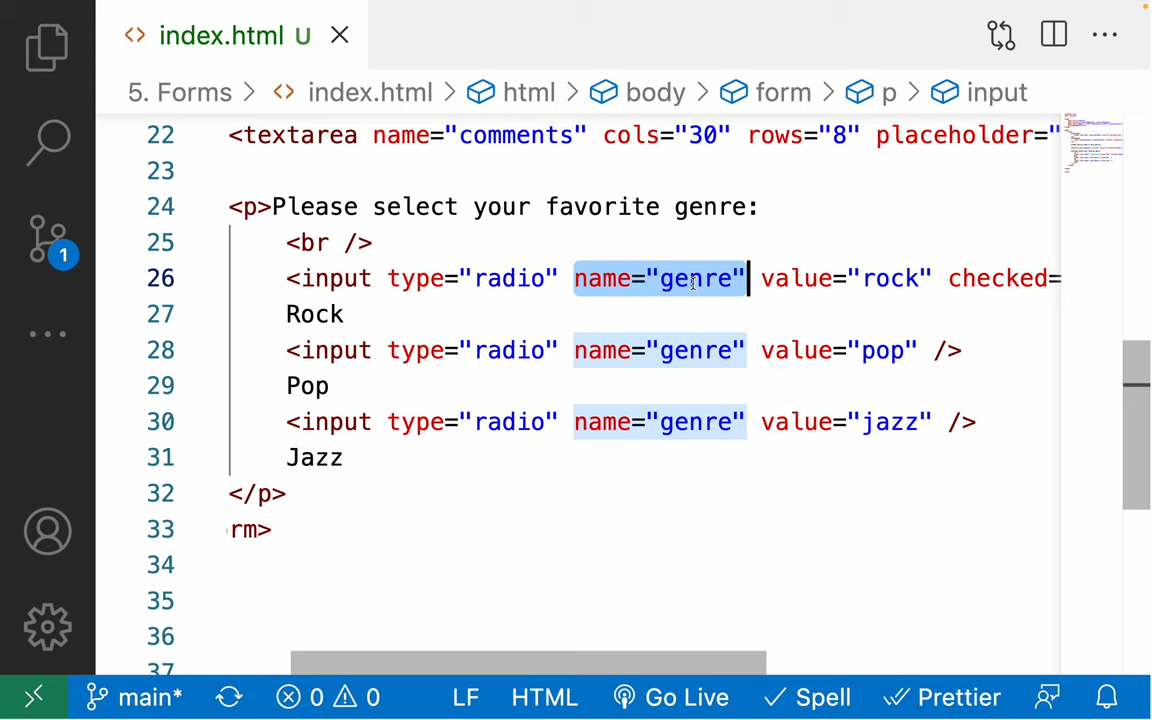 index.html U
5. Forms > index.html > html > body > form > p > input
22 <textarea name="comments" cols="30" rows="8" placeholder="
23
24 <p>Please select your favorite genre:
25 <br />
26 <input type="radio" name="genre" value="rock" checked=
27 Rock
28 <input type="radio" name="genre" value="pop" />
29 Pop
30 <input type="radio" name="genre" value="jazz" />
31 Jazz
32 </p>
33 rm>
34
35
36
37
1
main* 0 0 LF HTML Go Live Spell Prettier